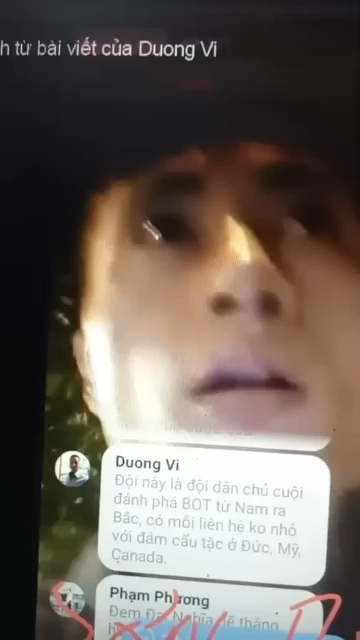 h từ bài viết của Duong Vi
Duong Vi
Đội này là đội dân chủ cuội
đánh phá BOT từ Nam ra
Bắc, có mối liên hệ ko nhỏ
với đám cẩu tặc ở Đức, Mỹ,
Canada.
Phạm Phương